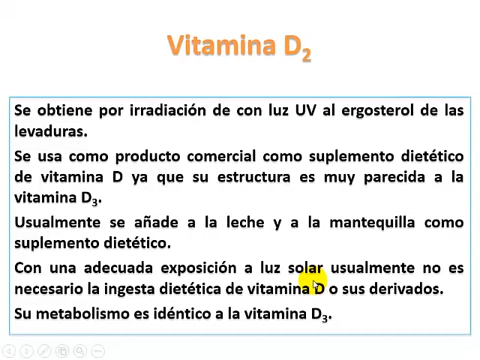 Vitamina D2
Se obtiene por irradiación de con luz UV al ergosterol de las
levaduras.
Se usa como producto comercial como suplemento dietético
de vitamina D ya que su estructura es muy parecida a la
vitamina D3.
Usualmente se añade a la leche y a la mantequilla como
suplemento dietético.
Con una adecuada exposición a luz solar usualmente no es
necesario la ingesta dietética de vitamina D o sus derivados.
Su metabolismo es idéntico a la vitamina D3.